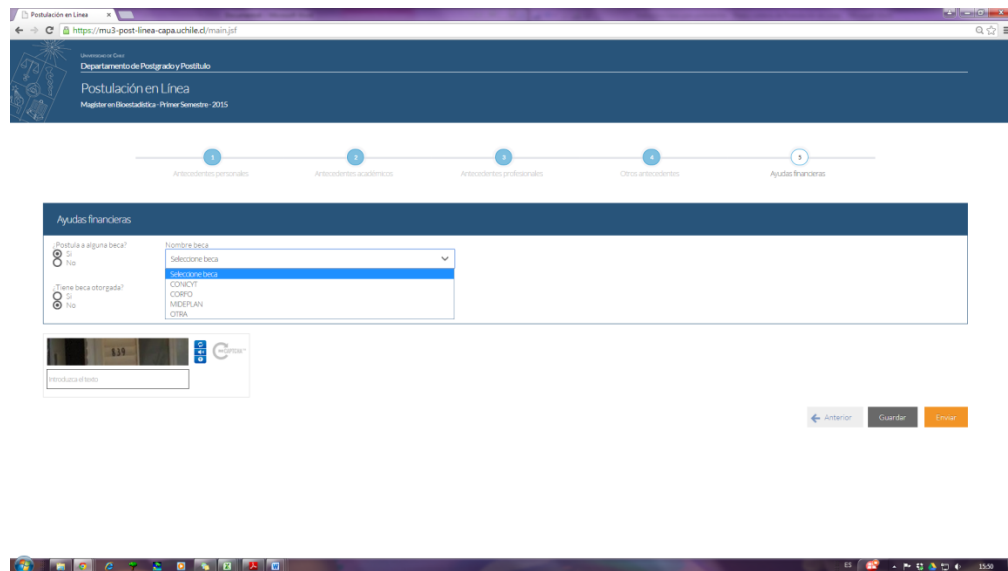 Postulación en Línea
https://mu3-post-linea-capa.uchile.cl/main.jsf
Universidad de Chile
Departamento de Postgrado y Postítulo
Postulación en Línea
Magíster en Bioestadística - Primer Semestre - 2015
1 2 3 4 5
Antecedentes personales Antecedentes académicos Antecedentes profesionales Otros antecedentes Ayudas financieras
Ayudas financieras
¿Postula a alguna beca? Nombre beca
Si
No
Seleccione beca
Seleccione beca
CONICYT
CORFO
MIDEPLAN
OTRA
¿Tiene beca otorgada?
Si
No
Introduzca el texto
Anterior Guardar Enviar
ES 15:50